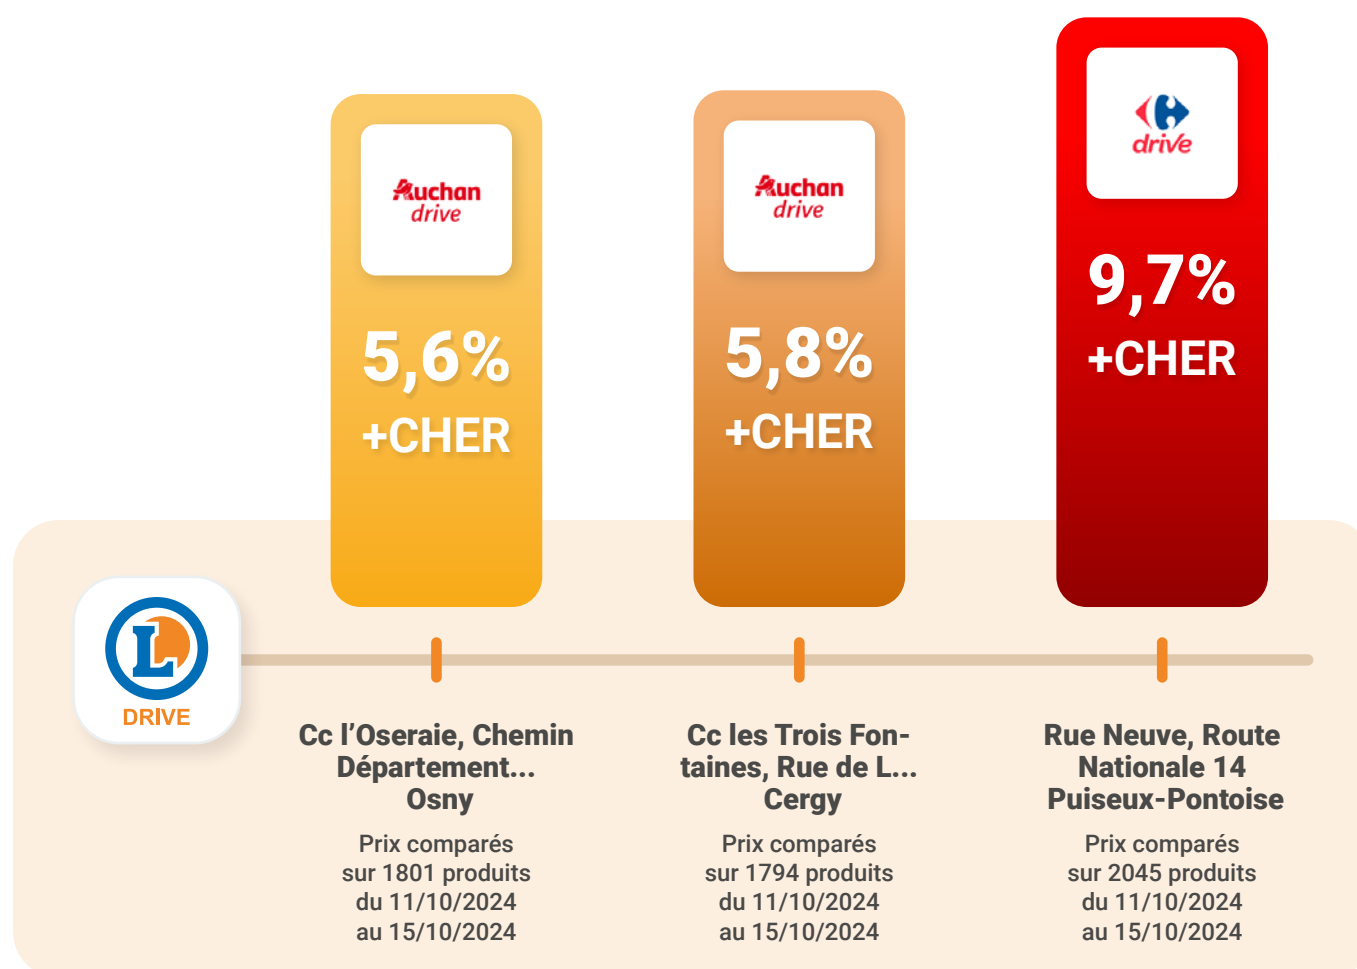 Auchan
drive
5,6%
+CHER
Auchan
drive
5,8%
+CHER
drive
9,7%
+CHER
L
DRIVE
Cc l’Oseraie, Chemin
Département...
Osny
Prix comparés
sur 1801 produits
du 11/10/2024
au 15/10/2024
Cc les Trois Fon-
taines, Rue de L...
Cergy
Prix comparés
sur 1794 produits
du 11/10/2024
au 15/10/2024
Rue Neuve, Route
Nationale 14
Puiseux-Pontoise
Prix comparés
sur 2045 produits
du 11/10/2024
au 15/10/2024